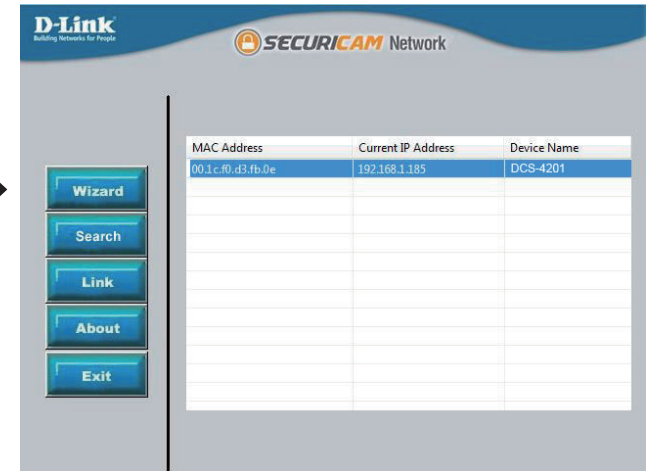 D-Link
Building Networks for People
SECURICAM Network
MAC Address Current IP Address Device Name
00.1c.f0.d3.fb.0e 192.168.1.185 DCS-4201
Wizard
Search
Link
About
Exit